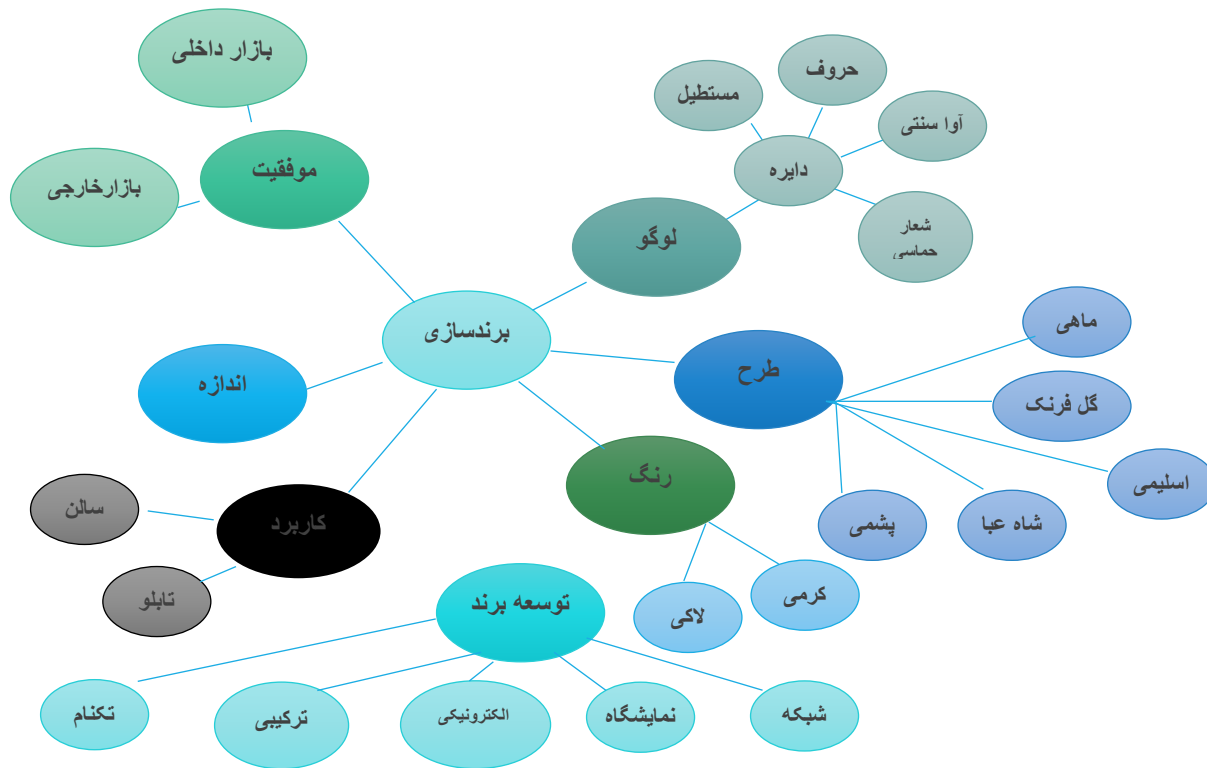 بازار داخلی
موفقیت
بازارخارجی
حروف
مستطیل
آوا سنتی
دایره
شعار
حماسی
لوگو
برندسازی
ماهی
طرح
گل فرنک
اسلیمی
شاه عبا
پشمی
اندازه
رنگ
کرمی
لاکی
سالن
کاربرد
تابلو
توسعه برند
شبکه
نمایشگاه
الکترونیکی
ترکیبی
تکنام